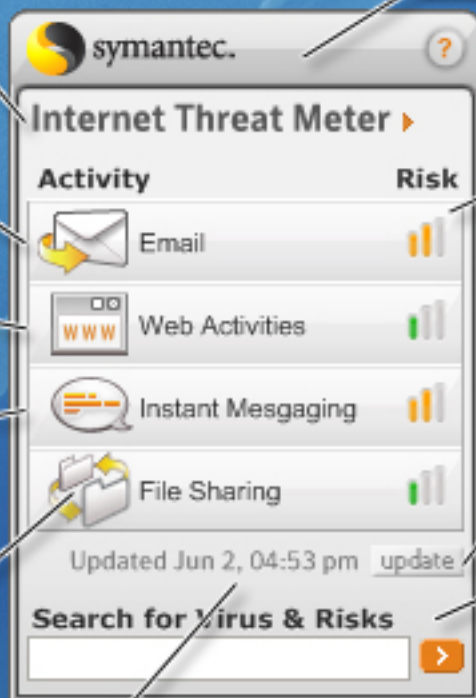 symantec.
?
Internet Threat Meter
Activity Risk
Email
www Web Activities
Instant Mesgaging
File Sharing
Updated Jun 2, 04:53 pm update
Search for Virus & Risks